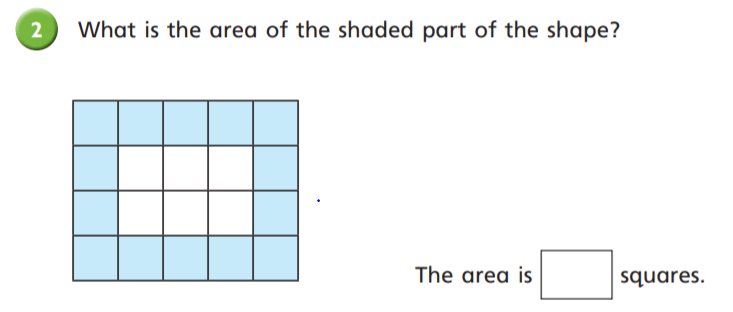 2 What is the area of the shaded part of the shape?
The area is squares.